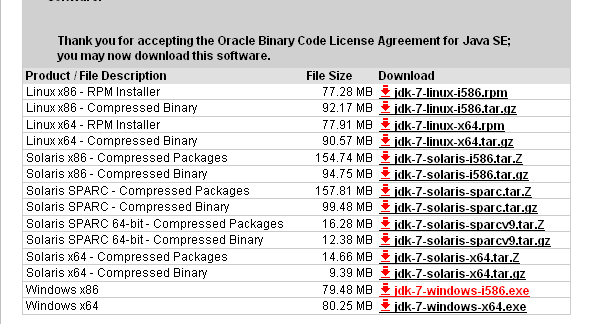 Thank you for accepting the Oracle Binary Code License Agreement for Java SE;
you may now download this software.
Product / File Description File Size Download
Linux x86 - RPM Installer 77.28 MB jdk-7-linux-i586.rpm
Linux x86 - Compressed Binary 92.17 MB jdk-7-linux-i586.tar.gz
Linux x64 - RPM Installer 77.91 MB jdk-7-linux-x64.rpm
Linux x64 - Compressed Binary 90.57 MB jdk-7-linux-x64.tar.gz
Solaris x86 - Compressed Packages 154.74 MB jdk-7-solaris-i586.tar.Z
Solaris x86 - Compressed Binary 94.75 MB jdk-7-solaris-i586.tar.gz
Solaris SPARC - Compressed Packages 157.81 MB jdk-7-solaris-sparc.tar.Z
Solaris SPARC - Compressed Binary 99.48 MB jdk-7-solaris-sparc.tar.gz
Solaris SPARC 64-bit - Compressed Packages 16.28 MB jdk-7-solaris-sparcv9.tar.Z
Solaris SPARC 64-bit - Compressed Binary 12.38 MB jdk-7-solaris-sparcv9.tar.gz
Solaris x64 - Compressed Packages 14.66 MB jdk-7-solaris-x64.tar.Z
Solaris x64 - Compressed Binary 9.39 MB jdk-7-solaris-x64.tar.gz
Windows x86 79.48 MB jdk-7-windows-i586.exe
Windows x64 80.25 MB jdk-7-windows-x64.exe